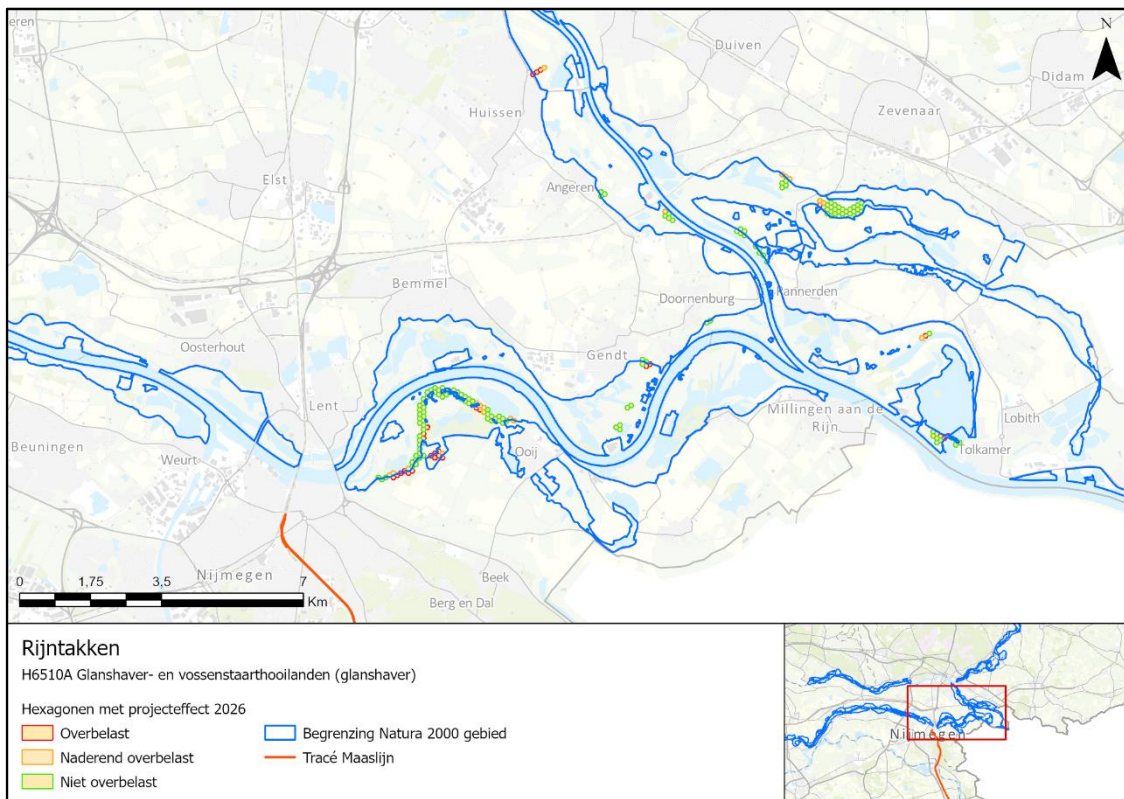 eren
Duiven
N
Didam
Zevenaar
Huissen
Elst
Angeren
Bemmel
Doornenburg
Pannerden
Oosterhout
Gendt
Lent
Millingen aan de
Rijn
Lobith
Beuningen
Weurt
Ooij
Tolkamer
Nijmegen
Beek
Berg en Dal
0 1,75 3,5 7
Km
Rijntakken
H6510A Glanshaver- en vossenstaarthooilanden (glanshaver)
Hexagonen met projecteffect 2026
Overbelast
Begrenzing Natura 2000 gebied
Naderend overbelast
Tracé Maaslijn
Niet overbelast
Nijmegen